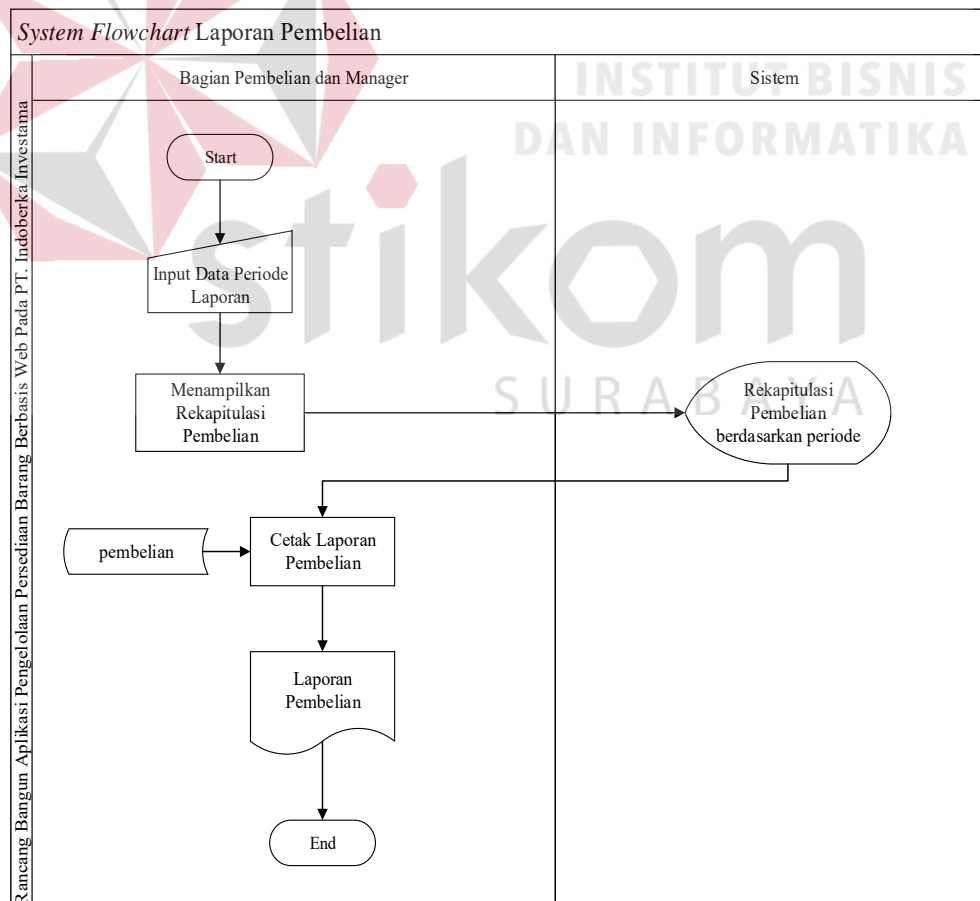 System Flowchart Laporan Pembelian
Bagian Pembelian dan Manager
Sistem
Rancang Bangun Aplikasi Pengelolaan Persediaan Barang Berbasis Web Pada PT. Indoberka Investama
INSTITUT BISNIS
DAN INFORMATIKA
stikom
SURABAYA
Start
Input Data Periode
Laporan
Menampilkan
Rekapitulasi
Pembelian
Rekapitulasi
Pembelian
berdasarkan periode
pembelian
Cetak Laporan
Pembelian
Laporan
Pembelian
End